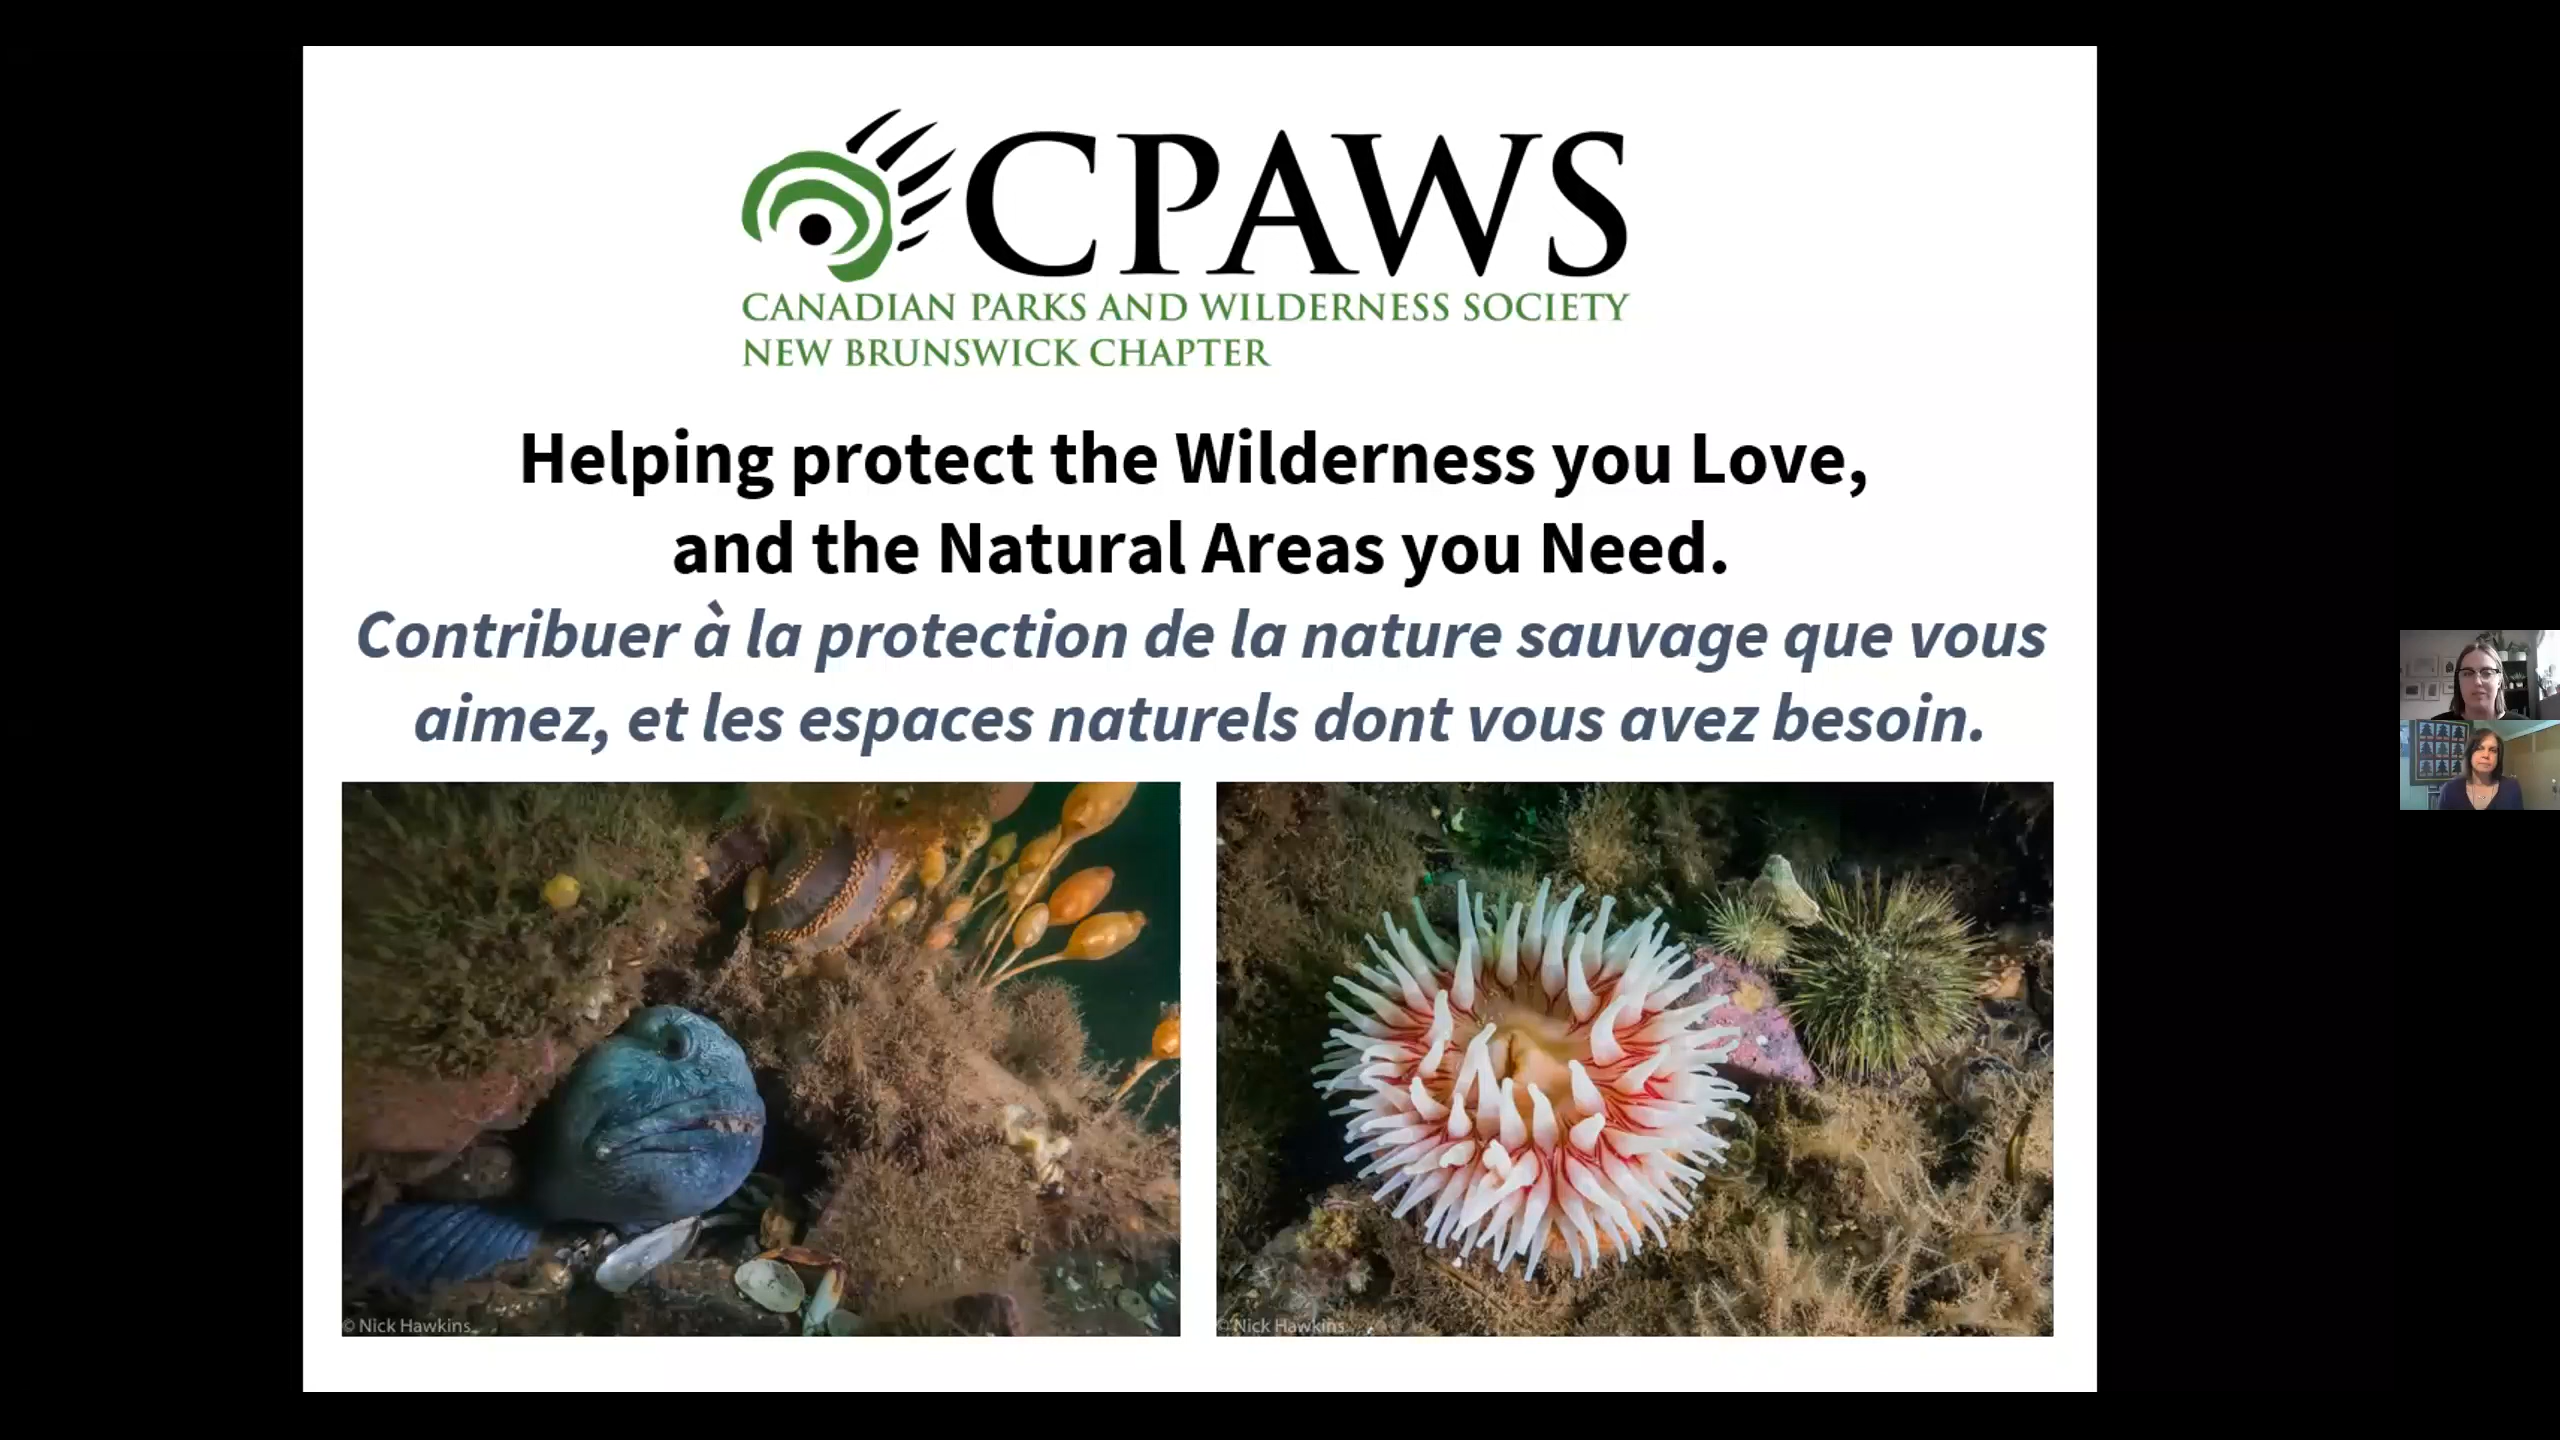 CPAWS
CANADIAN PARKS AND WILDERNESS SOCIETY
NEW BRUNSWICK CHAPTER
Helping protect the Wilderness you Love,
and the Natural Areas you Need.
Contribuer à la protection de la nature sauvage que vous
aimez, et les espaces naturels dont vous avez besoin.
© Nick Hawkins
© Nick Hawkins